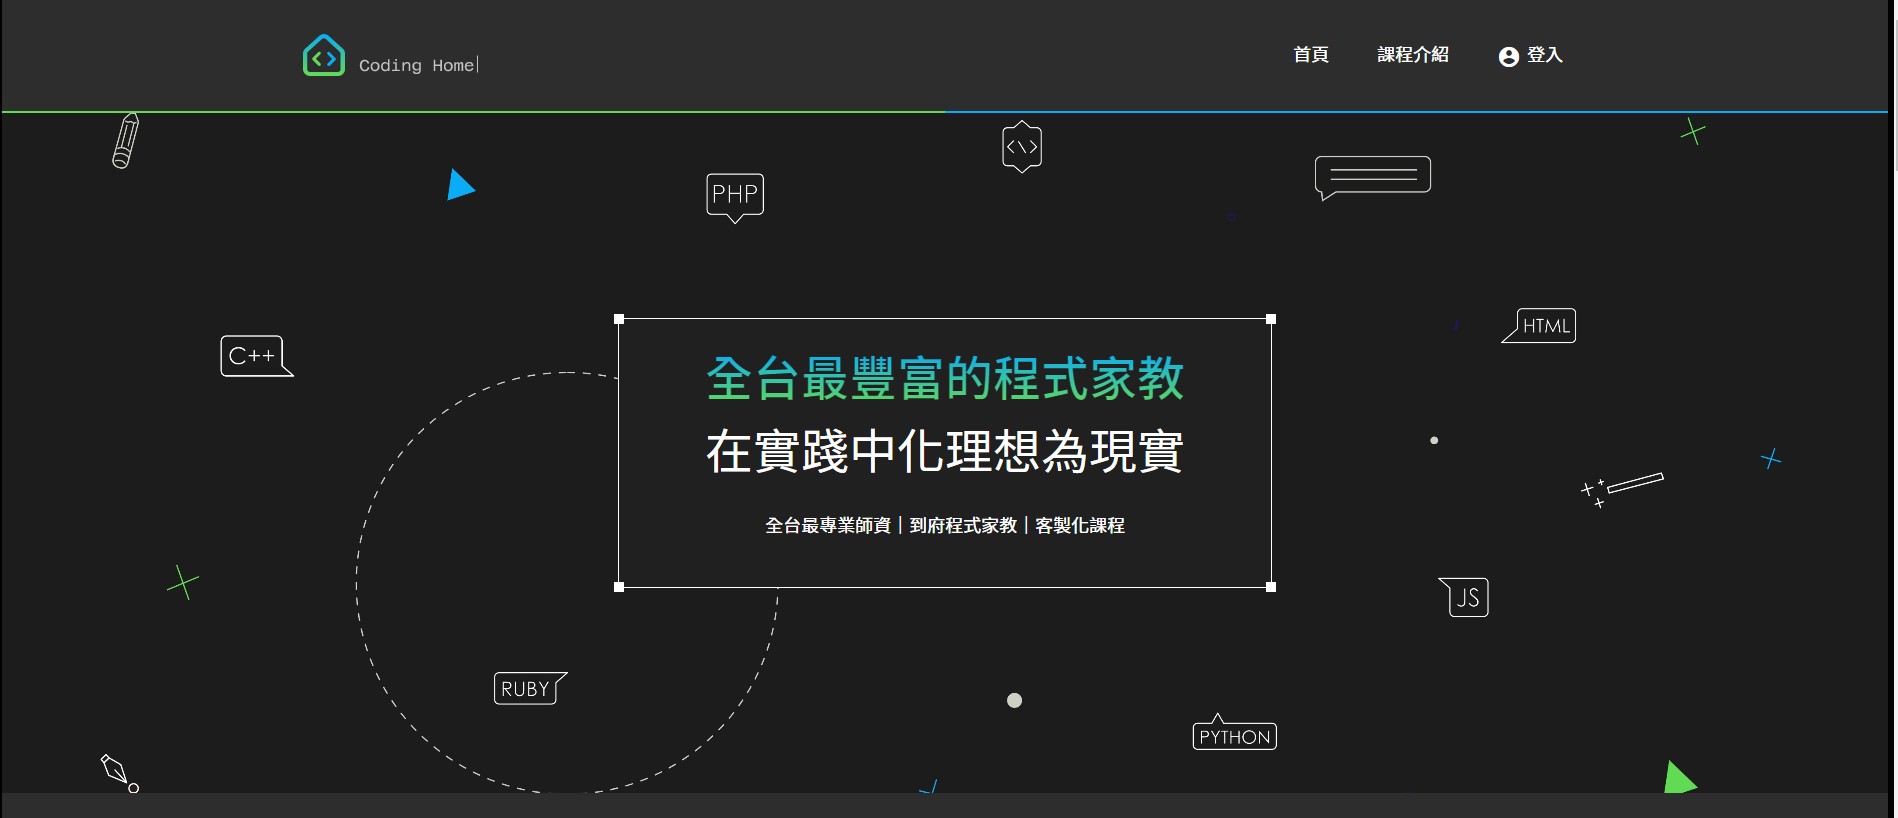 Coding Home
首頁 課程介紹 登入
PHP
C++
HTML
全台最豐富的程式家教
在實踐中化理想為現實
全台最專業師資｜到府程式家教｜客製化課程
JS
RUBY
PYTHON